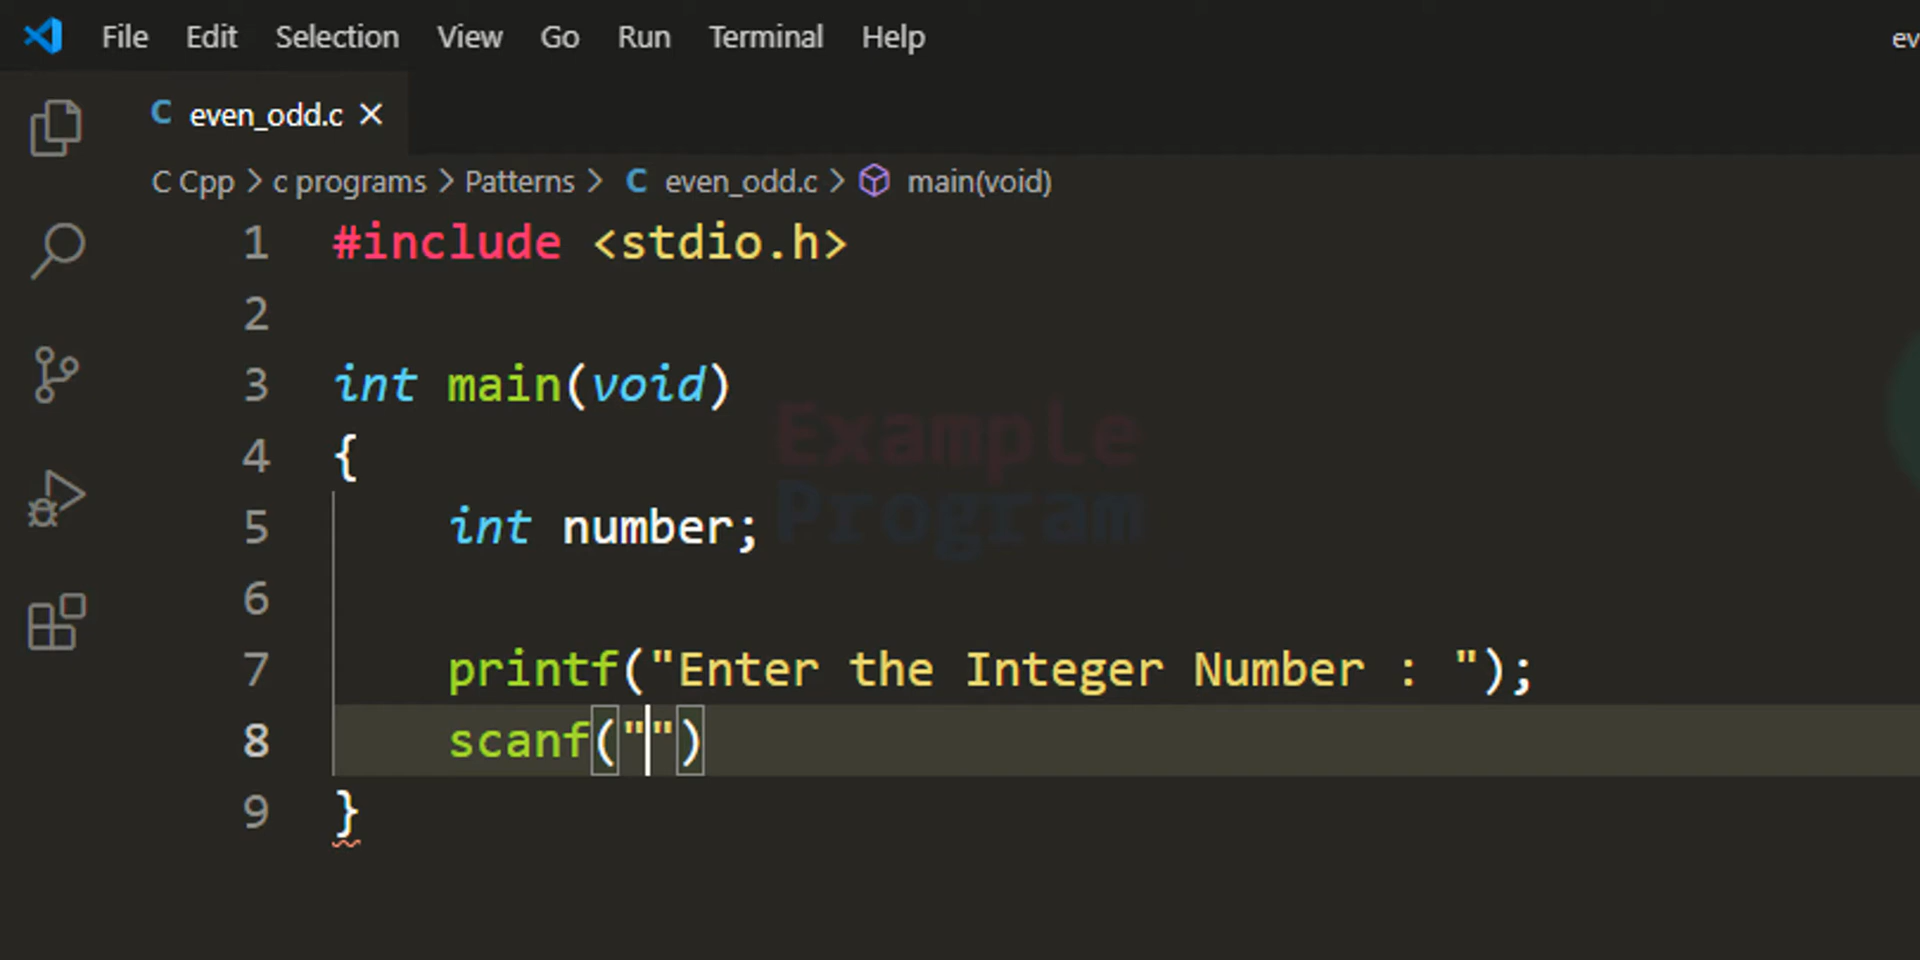 File Edit Selection View Go Run Terminal Help ev
C even_odd.c ×
C Cpp > c programs > Patterns > C even_odd.c > main(void)
1 #include <stdio.h>
2
3 int main(void)
4 {
5 int number;
6
7 printf("Enter the Integer Number : ");
8 scanf("")
9 }
Example
Program